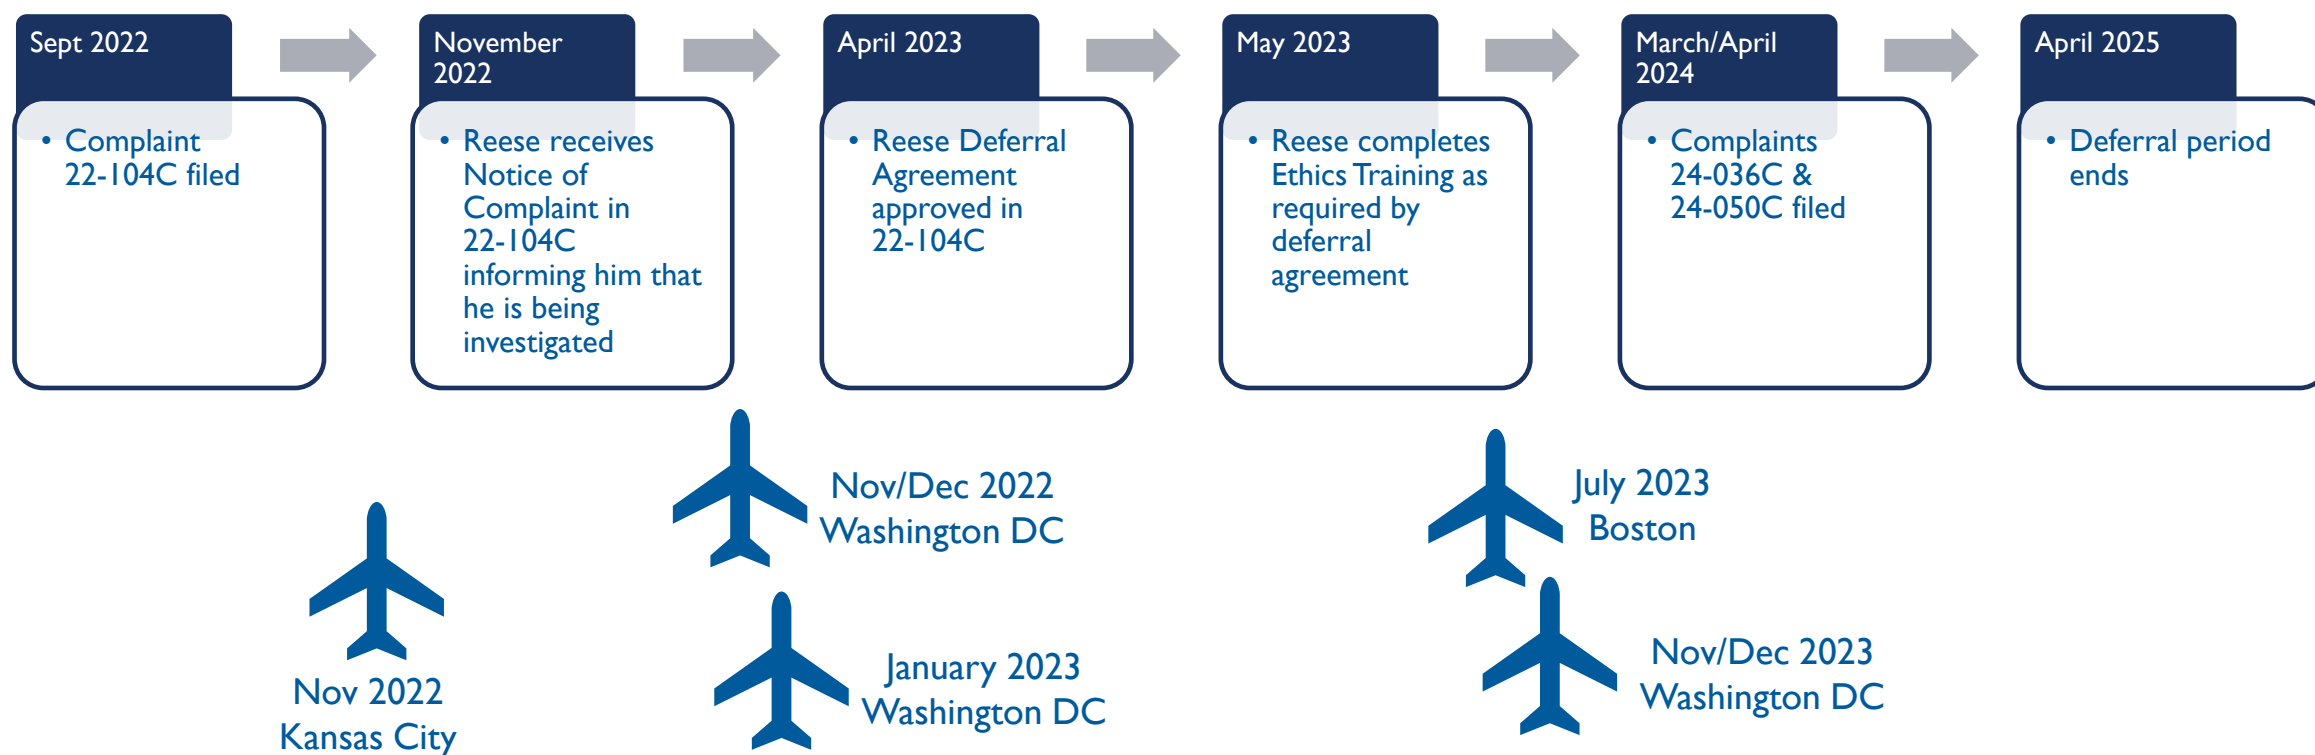 Sept 2022
• Complaint
22-104C filed
November
2022
• Reese receives
Notice of
Complaint in
22-104C
informing him that
he is being
investigated
April 2023
• Reese Deferral
Agreement
approved in
22-104C
May 2023
• Reese completes
Ethics Training as
required by
deferral
agreement
March/April
2024
• Complaints
24-036C &
24-050C filed
April 2025
• Deferral period
ends
Nov 2022
Kansas City
Nov/Dec 2022
Washington DC
January 2023
Washington DC
July 2023
Boston
Nov/Dec 2023
Washington DC